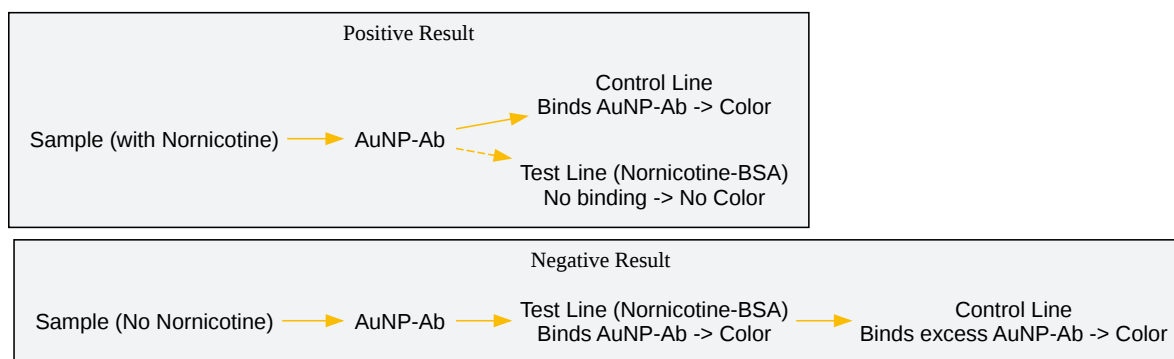 Positive Result
Control Line
Binds AuNP-Ab -> Color
Sample (with Nornicotine)
AuNP-Ab
Test Line (Nornicotine-BSA)
No binding -> No Color
Negative Result
Sample (No Nornicotine)
AuNP-Ab
Test Line (Nornicotine-BSA)
Binds AuNP-Ab -> Color
Control Line
Binds excess AuNP-Ab -> Color